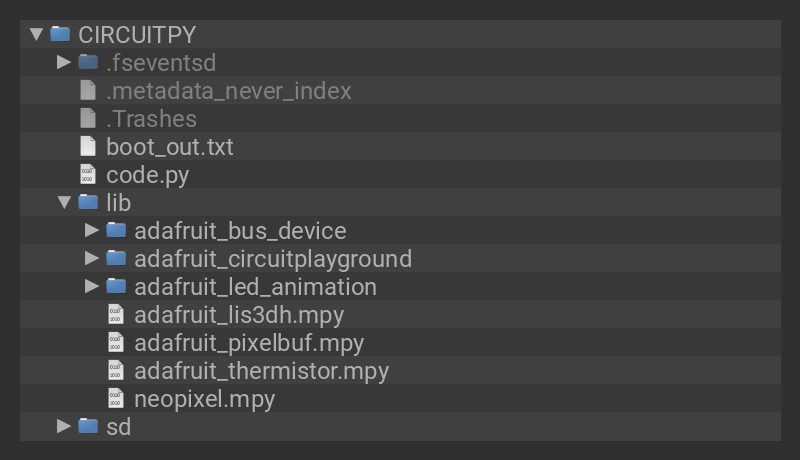 CIRCUITPY
.fseventsd
.metadata_never_index
.Trashes
boot_out.txt
code.py
lib
adafruit_bus_device
adafruit_circuitplayground
adafruit_led_animation
adafruit_lis3dh.mpy
adafruit_pixelbuf.mpy
adafruit_thermistor.mpy
neopixel.mpy
sd